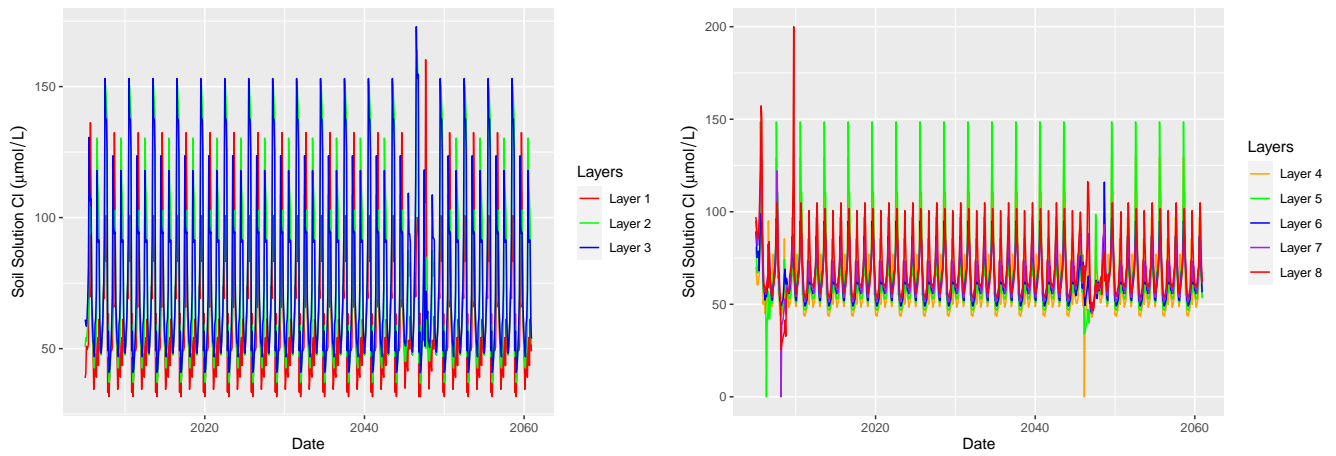 Soil Solution Cl (μmol/L)
150
100
50
2020
2040
2060
Date
Layers
Layer 1
Layer 2
Layer 3
Soil Solution Cl (μmol/L)
200
150
100
50
0
2020
2040
2060
Date
Layers
Layer 4
Layer 5
Layer 6
Layer 7
Layer 8